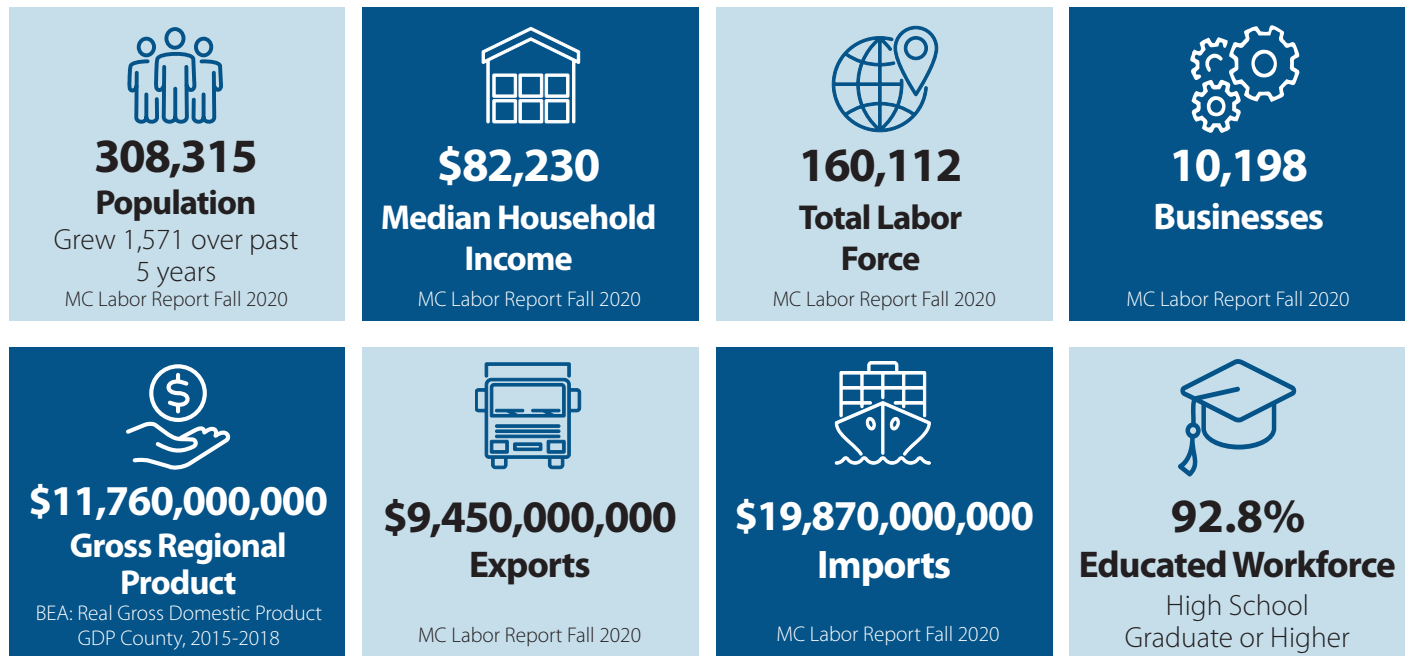 308,315
Population
Grew 1,571 over past
5 years
MC Labor Report Fall 2020
$82,230
Median Household
Income
MC Labor Report Fall 2020
160,112
Total Labor
Force
MC Labor Report Fall 2020
10,198
Businesses
MC Labor Report Fall 2020
$
$11,760,000,000
Gross Regional
Product
BEA: Real Gross Domestic Product
GDP County, 2015-2018
$9,450,000,000
Exports
MC Labor Report Fall 2020
$19,870,000,000
Imports
MC Labor Report Fall 2020
92.8%
Educated Workforce
High School
Graduate or Higher